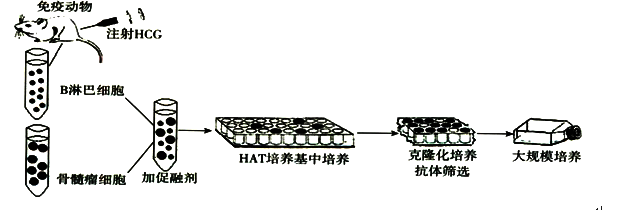 免疫动物
注射HCG
B淋巴细胞
骨髓瘤细胞
加促融剂
HAT培养基中培养
克隆化培养
抗体筛选
大规模培养